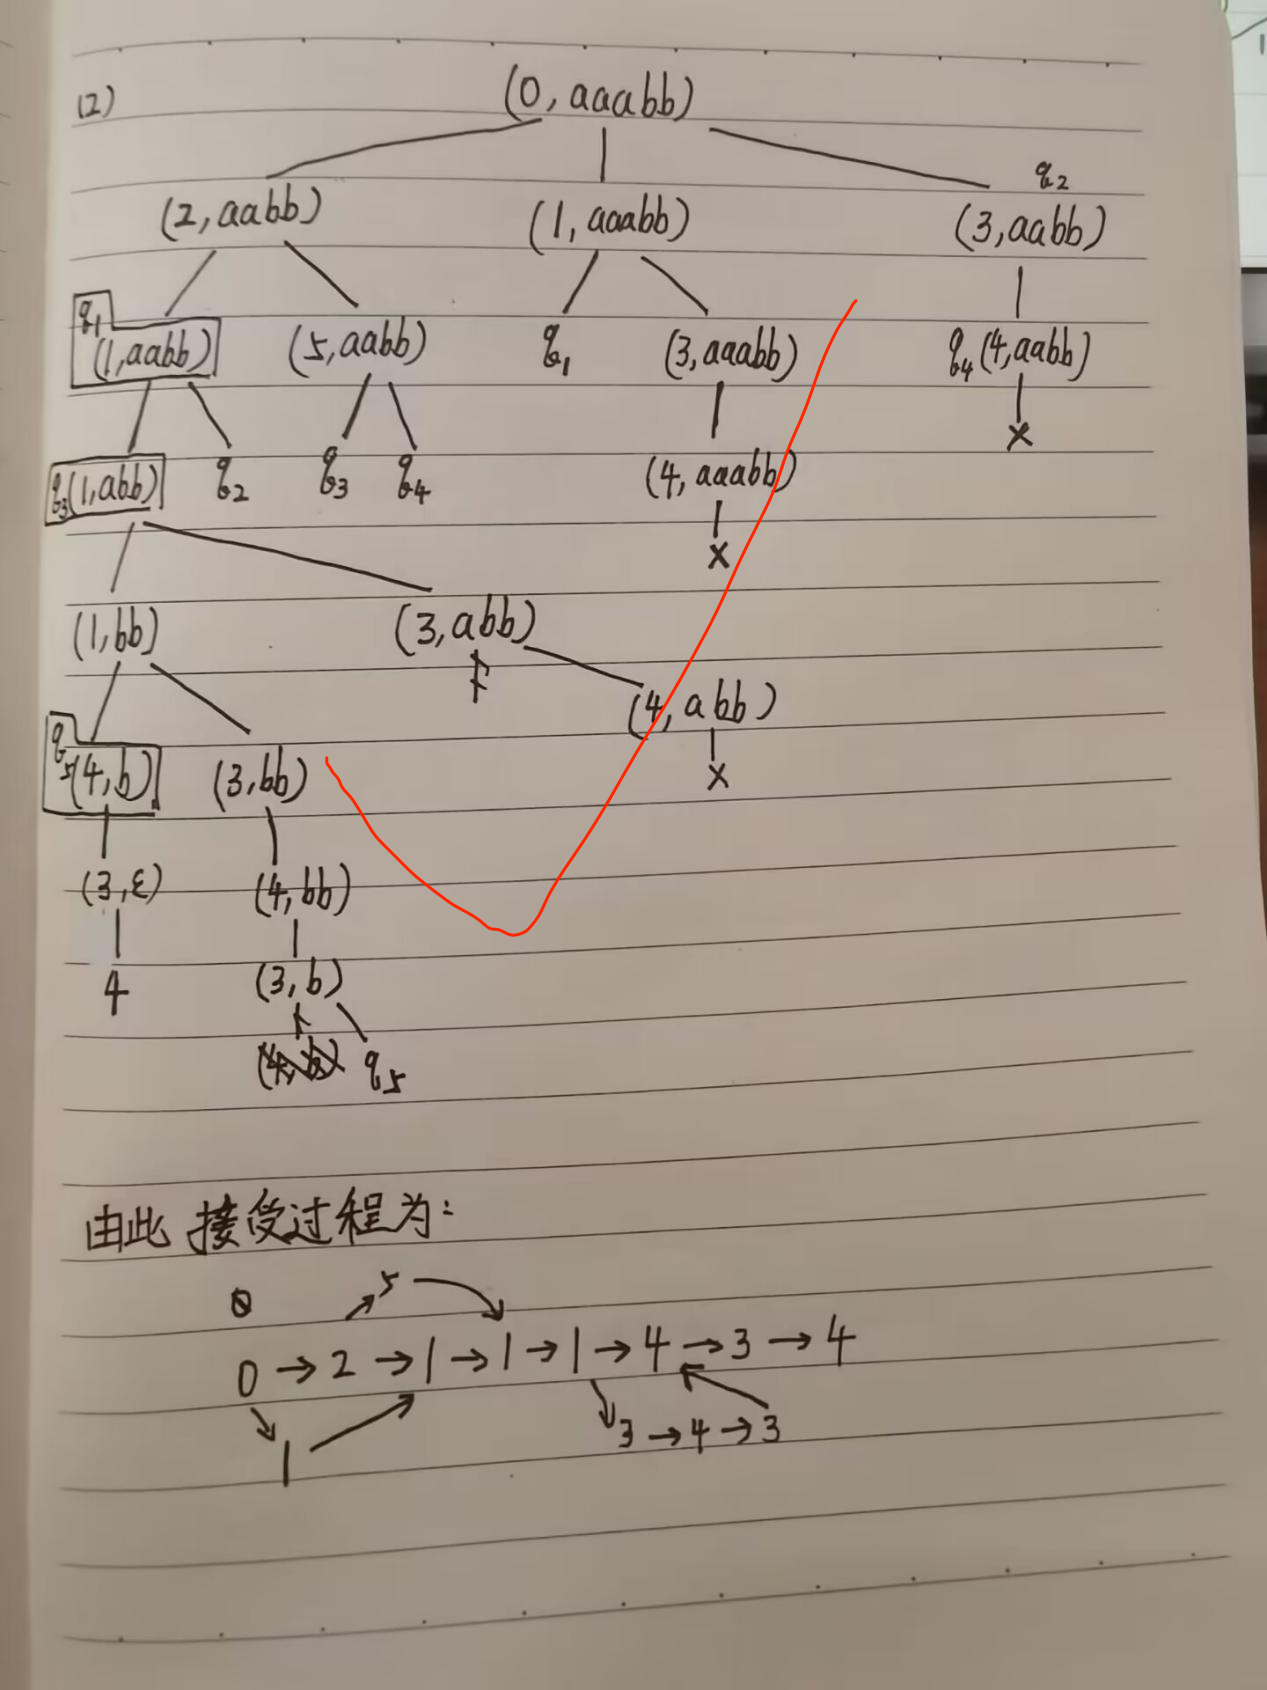 (2) (0, aaabb)
q2
(2, aabb) (1, aaabb) (3, aabb)
q1
(1, aabb) (5, aabb) q1 (3, aaabb) q4 (4, aabb)
q3 (1, abb) q2 q3 q4 (4, aaabb) ×
×
(1, bb) (3, abb)
(4, abb)
q5 (4, b) (3, bb) ×
(3, ε) (4, bb)
4 (3, b)
q5
由此 接受过程为:
5
0 → 2 → 1 → 1 → 1 → 4 → 3 → 4
1 3 → 4 → 3